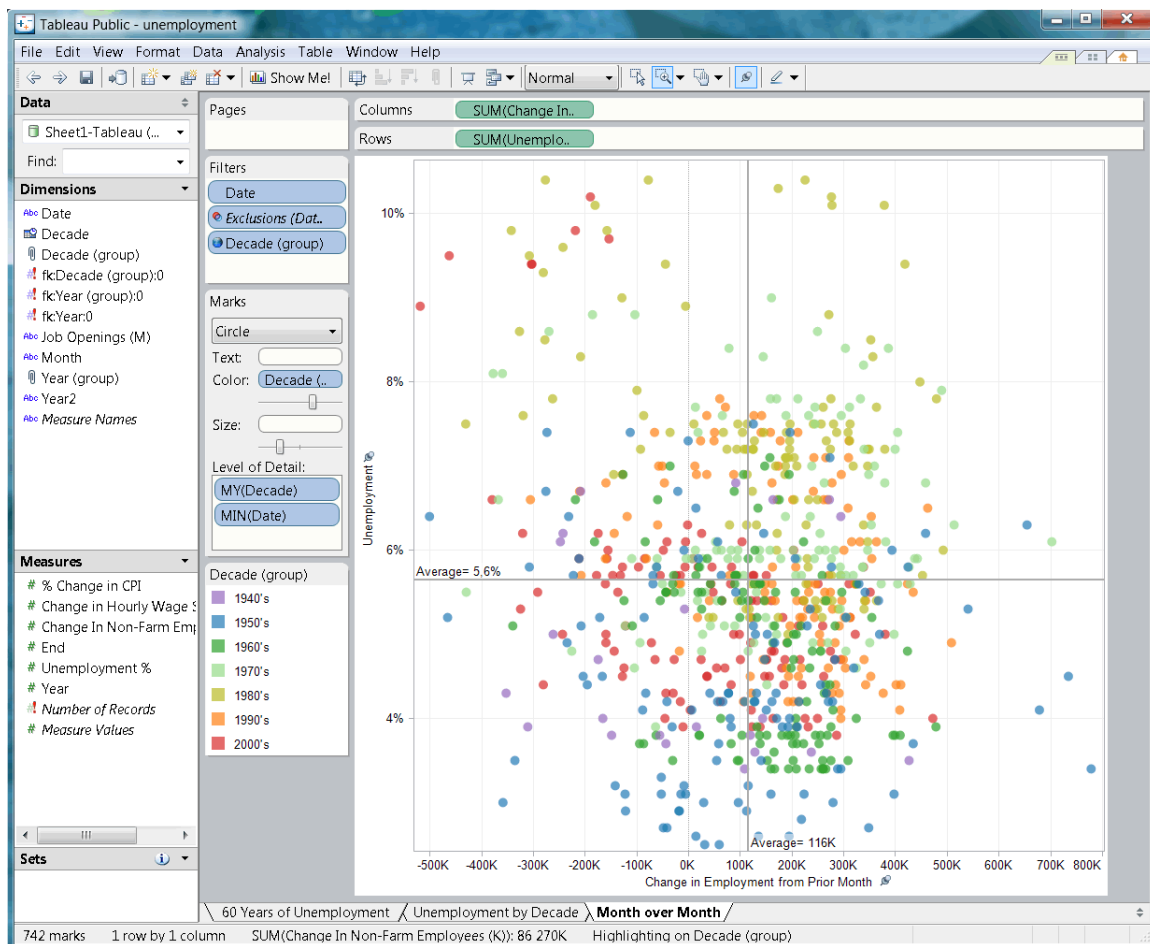 Tableau Public - unemployment
File Edit View Format Data Analysis Table Window Help
Show Me!
Normal
Data
Sheet1-Tableau (...
Find:
Dimensions
Abc Date
Decade
Decade (group)
#! fk:Decade (group):0
#! fk:Year (group):0
#! fk:Year:0
Abc Job Openings (M)
Abc Month
Year (group)
Abc Year2
Abc Measure Names
Measures
# % Change in CPI
# Change in Hourly Wage S
# Change In Non-Farm Emp
# End
# Unemployment %
# Year
#! Number of Records
# Measure Values
Sets
Pages
Filters
Date
Exclusions (Dat..
Decade (group)
Marks
Circle
Text:
Color: Decade (..
Size:
Level of Detail:
MY(Decade)
MIN(Date)
Decade (group)
1940's
1950's
1960's
1970's
1980's
1990's
2000's
Columns SUM(Change In..
Rows SUM(Unemplo..
10%
8%
6%
4%
Unemployment
Average= 5,6%
Average= 116K
-500K -400K -300K -200K -100K 0K 100K 200K 300K 400K 500K 600K 700K 800K
Change in Employment from Prior Month
60 Years of Unemployment Unemployment by Decade Month over Month
742 marks 1 row by 1 column SUM(Change In Non-Farm Employees (K)): 86 270K Highlighting on Decade (group)